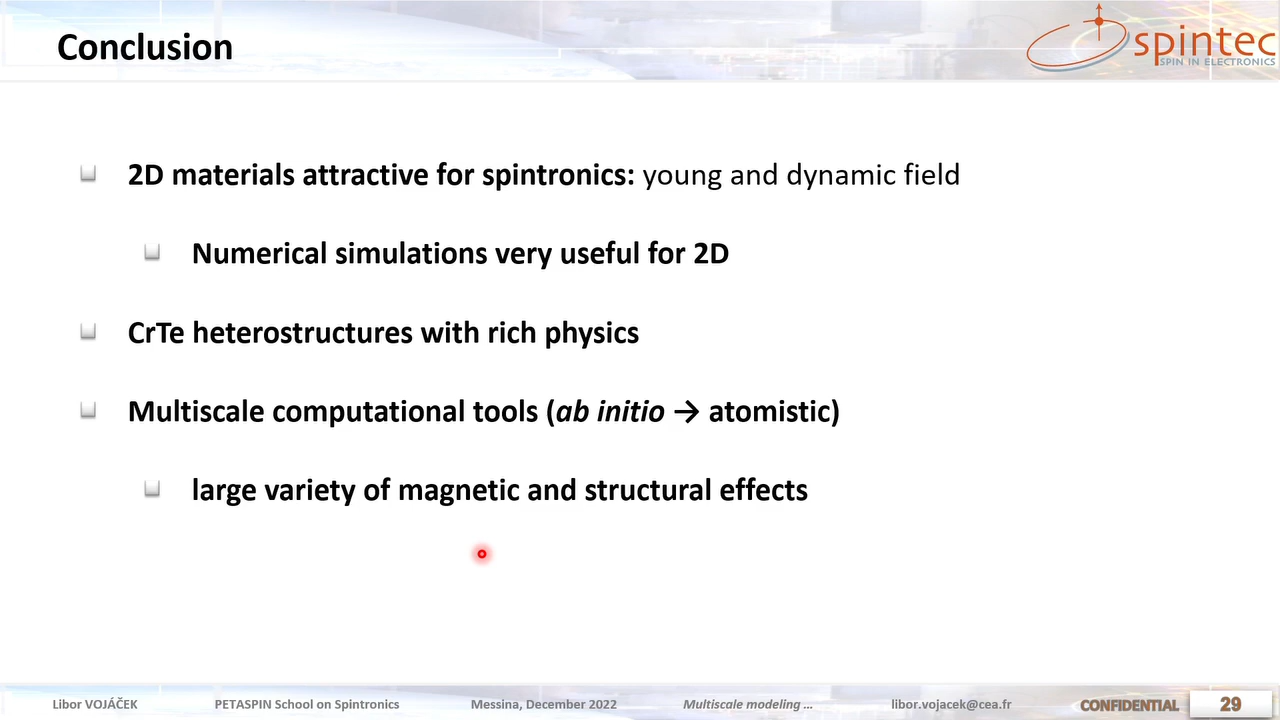 Conclusion
spintec
SPIN IN ELECTRONICS
2D materials attractive for spintronics: young and dynamic field
Numerical simulations very useful for 2D
CrTe heterostructures with rich physics
Multiscale computational tools (ab initio → atomistic)
large variety of magnetic and structural effects
Libor VOJÁČEK PETASPIN School on Spintronics Messina, December 2022 Multiscale modeling ... libor.vojacek@cea.fr CONFIDENTIAL 29